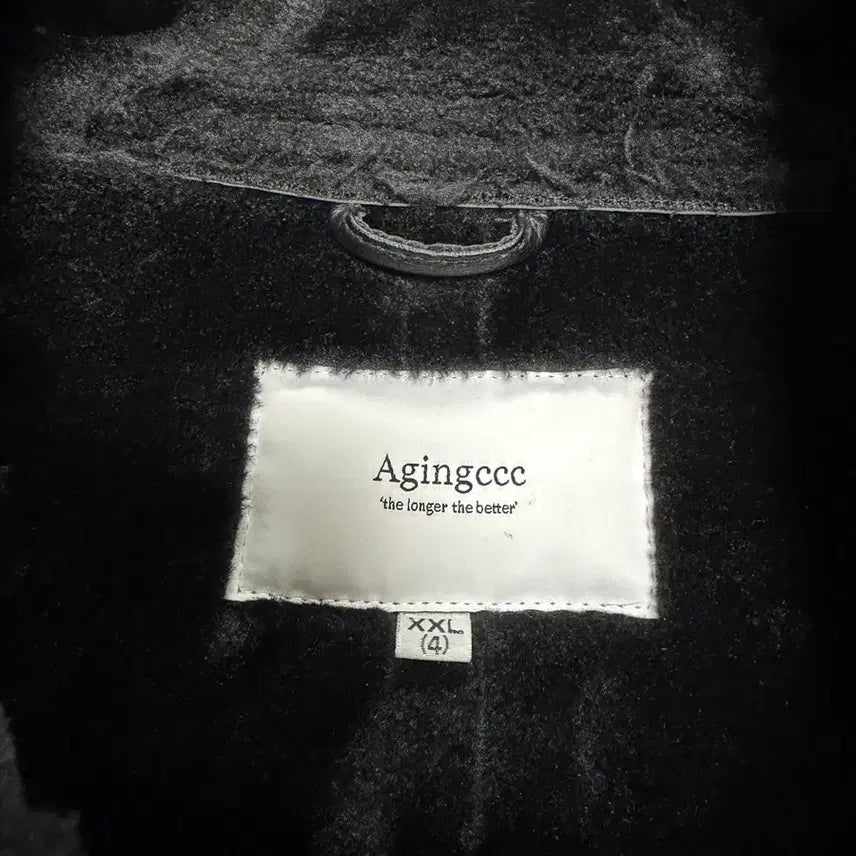 Agingccc
‘the longer the better’
XXL
(4)